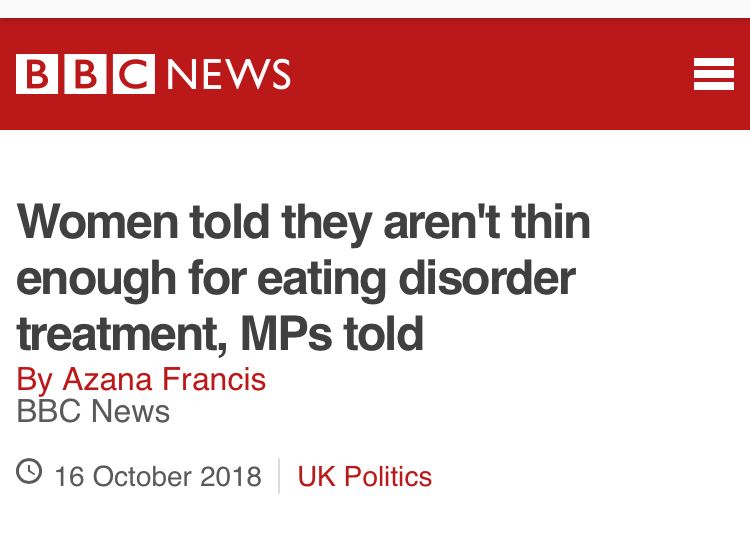 BBC NEWS
Women told they aren't thin
enough for eating disorder
treatment, MPs told
By Azana Francis
BBC News
16 October 2018 UK Politics